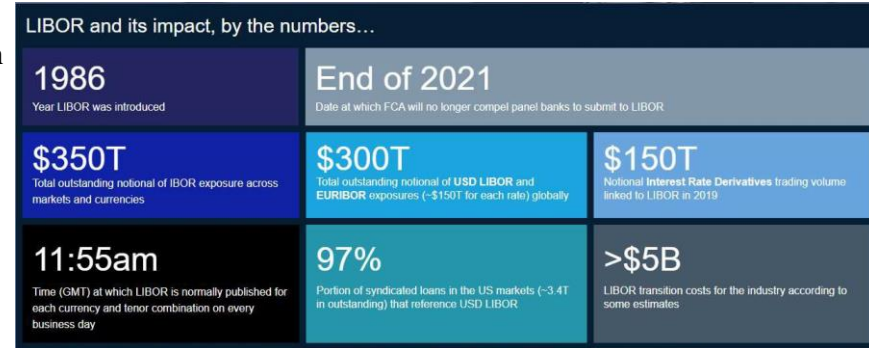 LIBOR and its impact, by the numbers…
1986
Year LIBOR was introduced
End of 2021
Date at which FCA will no longer compel panel banks to submit to LIBOR
$350T
Total outstanding notional of IBOR exposure across
markets and currencies
$300T
Total outstanding notional of USD LIBOR and
EURIBOR exposures (~$150T for each rate) globally
$150T
Notional Interest Rate Derivatives trading volume
linked to LIBOR in 2019
11:55am
Time (GMT) at which LIBOR is normally published for
each currency and tenor combination on every
business day
97%
Portion of syndicated loans in the US markets (~3.4T
in outstanding) that reference USD LIBOR
>$5B
LIBOR transition costs for the industry according to
some estimates